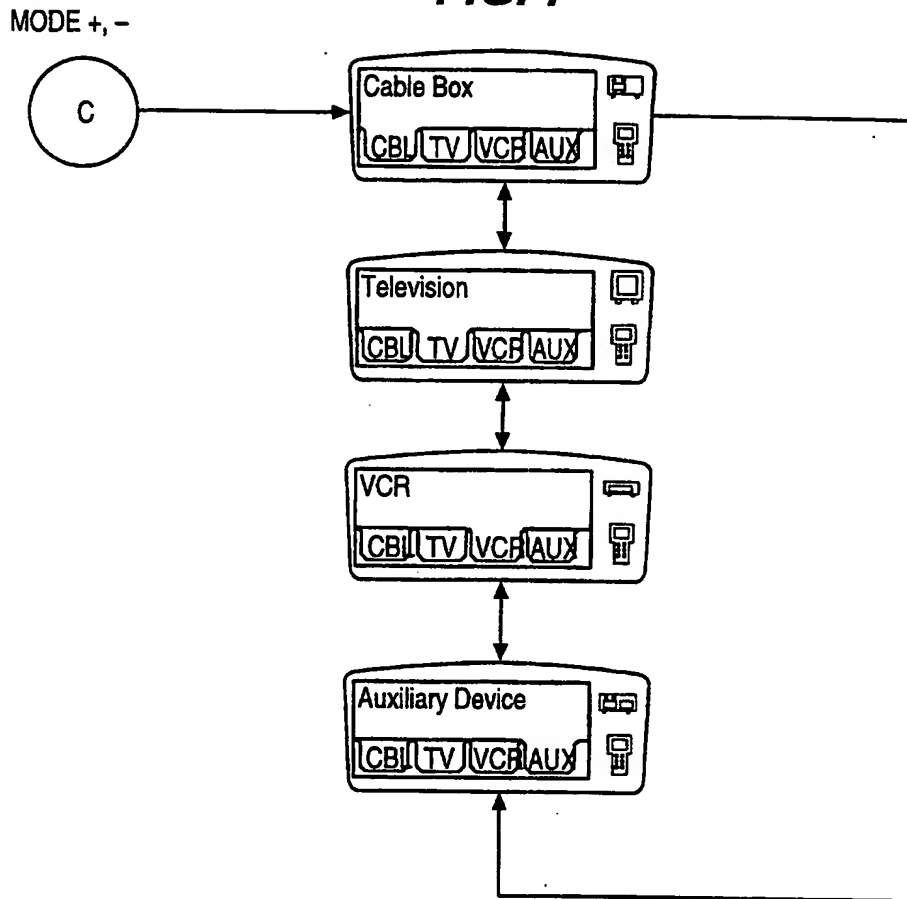 MODE +, –
C
Cable Box
CBL TV VCR AUX
Television
CBL TV VCR AUX
VCR
CBL TV VCR AUX
Auxiliary Device
CBL TV VCR AUX